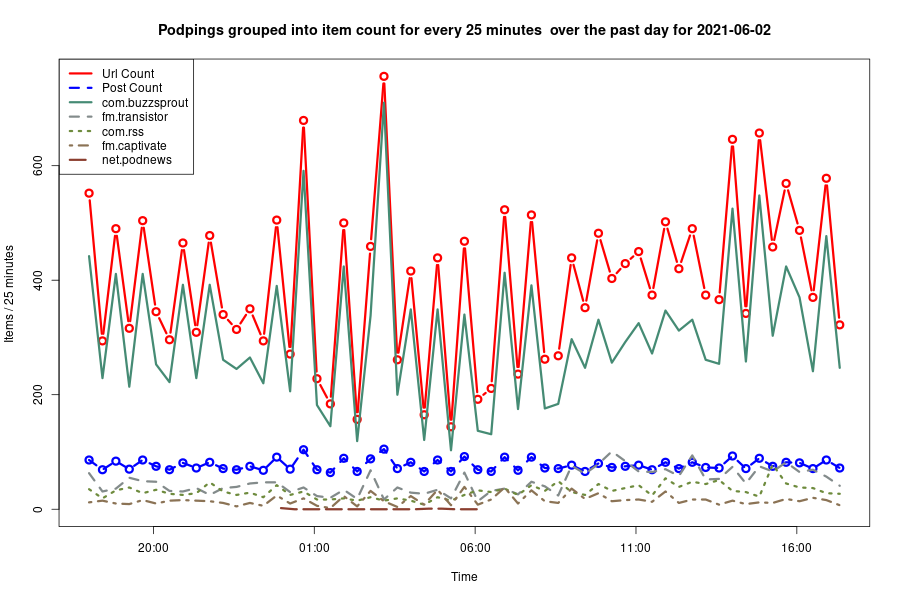 Podpings grouped into item count for every 25 minutes  over the past day for 2021-06-02
Url Count
Post Count
com.buzzsprout
fm.transistor
com.rss
fm.captivate
net.podnews
Items / 25 minutes
600
400
200
0
20:00 01:00 06:00 11:00 16:00
Time